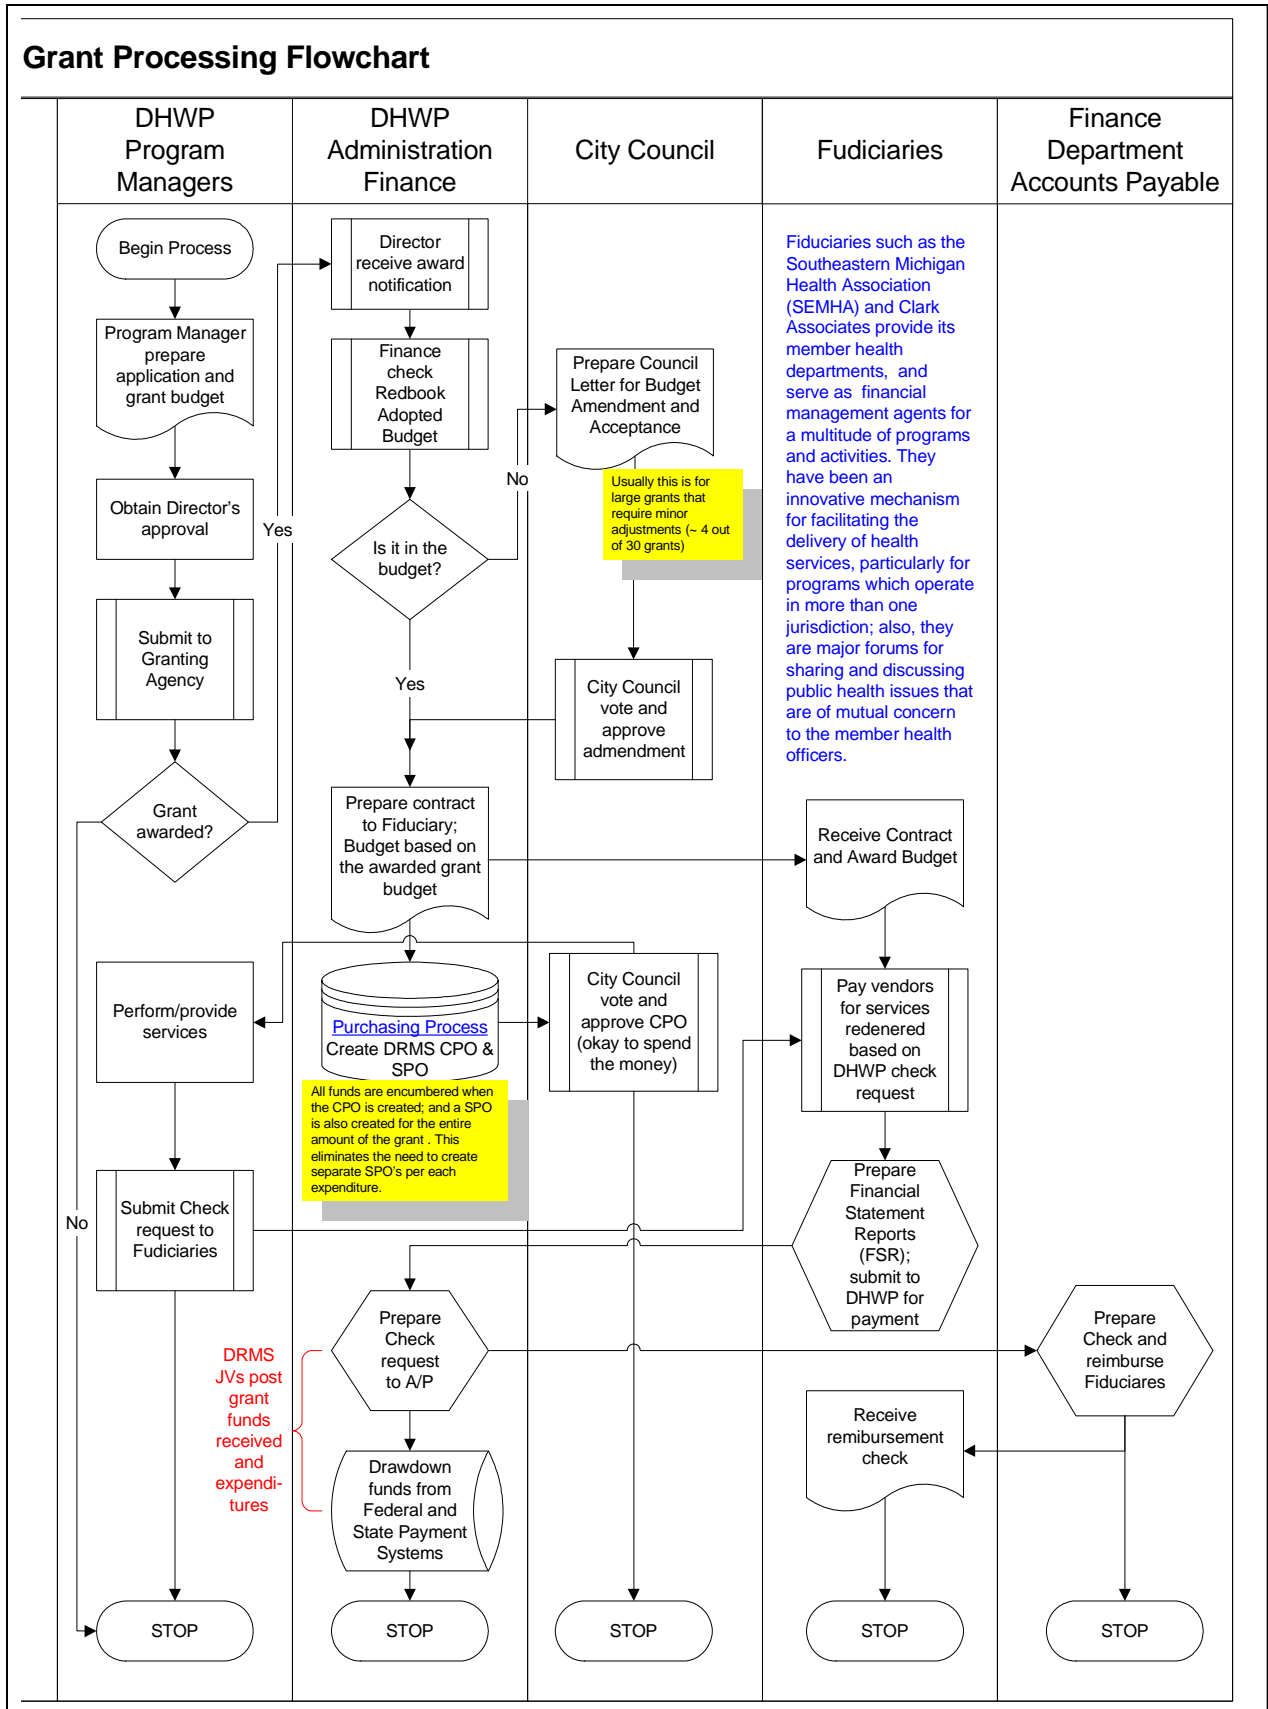 Grant Processing Flowchart
DHWP
Program
Managers
DHWP
Administration
Finance
City Council
Fudiciaries
Finance
Department
Accounts Payable
Begin Process
Program Manager
prepare
application and
grant budget
Obtain Director's
approval
Yes
Submit to
Granting
Agency
Grant
awarded?
No
Perform/provide
services
Submit Check
request to
Fudiciaries
STOP
Director
receive award
notification
Finance
check
Redbook
Adopted
Budget
Is it in the
budget?
No
Yes
Prepare contract
to Fiduciary;
Budget based on
the awarded grant
budget
Purchasing Process
Create DRMS CPO &
SPO
All funds are encumbered when
the CPO is created; and a SPO
is also created for the entire
amount of the grant . This
eliminates the need to create
separate SPO's per each
expenditure.
Prepare
Check
request
to A/P
DRMS
JVs post
grant
funds
received
and
expendi-
tures
Drawdown
funds from
Federal and
State Payment
Systems
STOP
Prepare Council
Letter for Budget
Amendment and
Acceptance
Usually this is for
large grants that
require minor
adjustments (~ 4 out
of 30 grants)
City Council
vote and
approve
admendment
City Council
vote and
approve CPO
(okay to spend
the money)
STOP
Fiduciaries such as the
Southeastern Michigan
Health Association
(SEMHA) and Clark
Associates provide its
member health
departments,  and
serve as  financial
management agents for
a multitude of programs
and activities. They
have been an
innovative mechanism
for facilitating the
delivery of health
services, particularly for
programs which operate
in more than one
jurisdiction; also, they
are major forums for
sharing and discussing
public health issues that
are of mutual concern
to the member health
officers.
Receive Contract
and Award Budget
Pay vendors
for services
redenered
based on
DHWP check
request
Prepare
Financial
Statement
Reports
(FSR);
submit to
DHWP for
payment
Receive
remibursement
check
STOP
Prepare
Check and
reimburse
Fiduciares
STOP